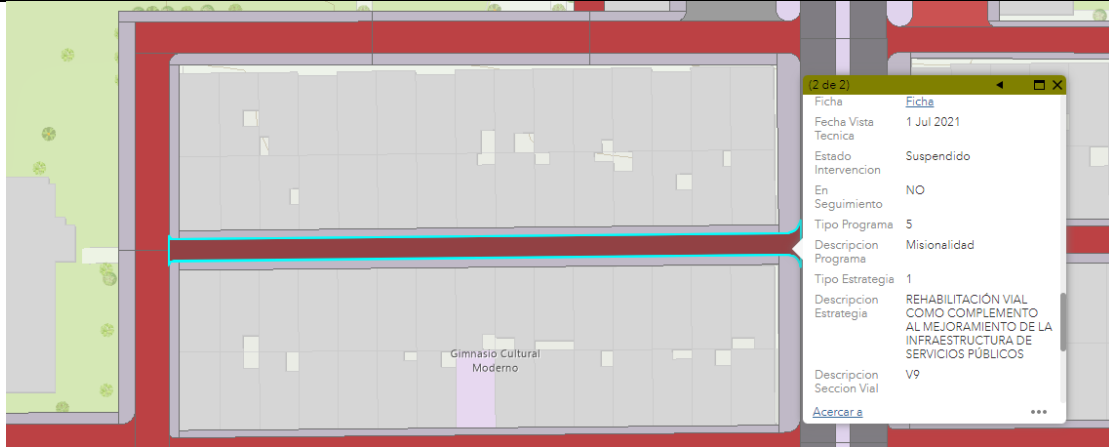 (2 de 2)
Ficha Ficha
Fecha Vista 1 Jul 2021
Tecnica
Estado Suspendido
Intervencion
En NO
Seguimiento
Tipo Programa 5
Descripcion Misionalidad
Programa
Tipo Estrategia 1
Descripcion REHABILITACIÓN VIAL
Estrategia COMO COMPLEMENTO
AL MEJORAMIENTO DE LA
INFRAESTRUCTURA DE
SERVICIOS PÚBLICOS
Descripcion V9
Seccion Vial
Acercar a
Gimnasio Cultural
Moderno